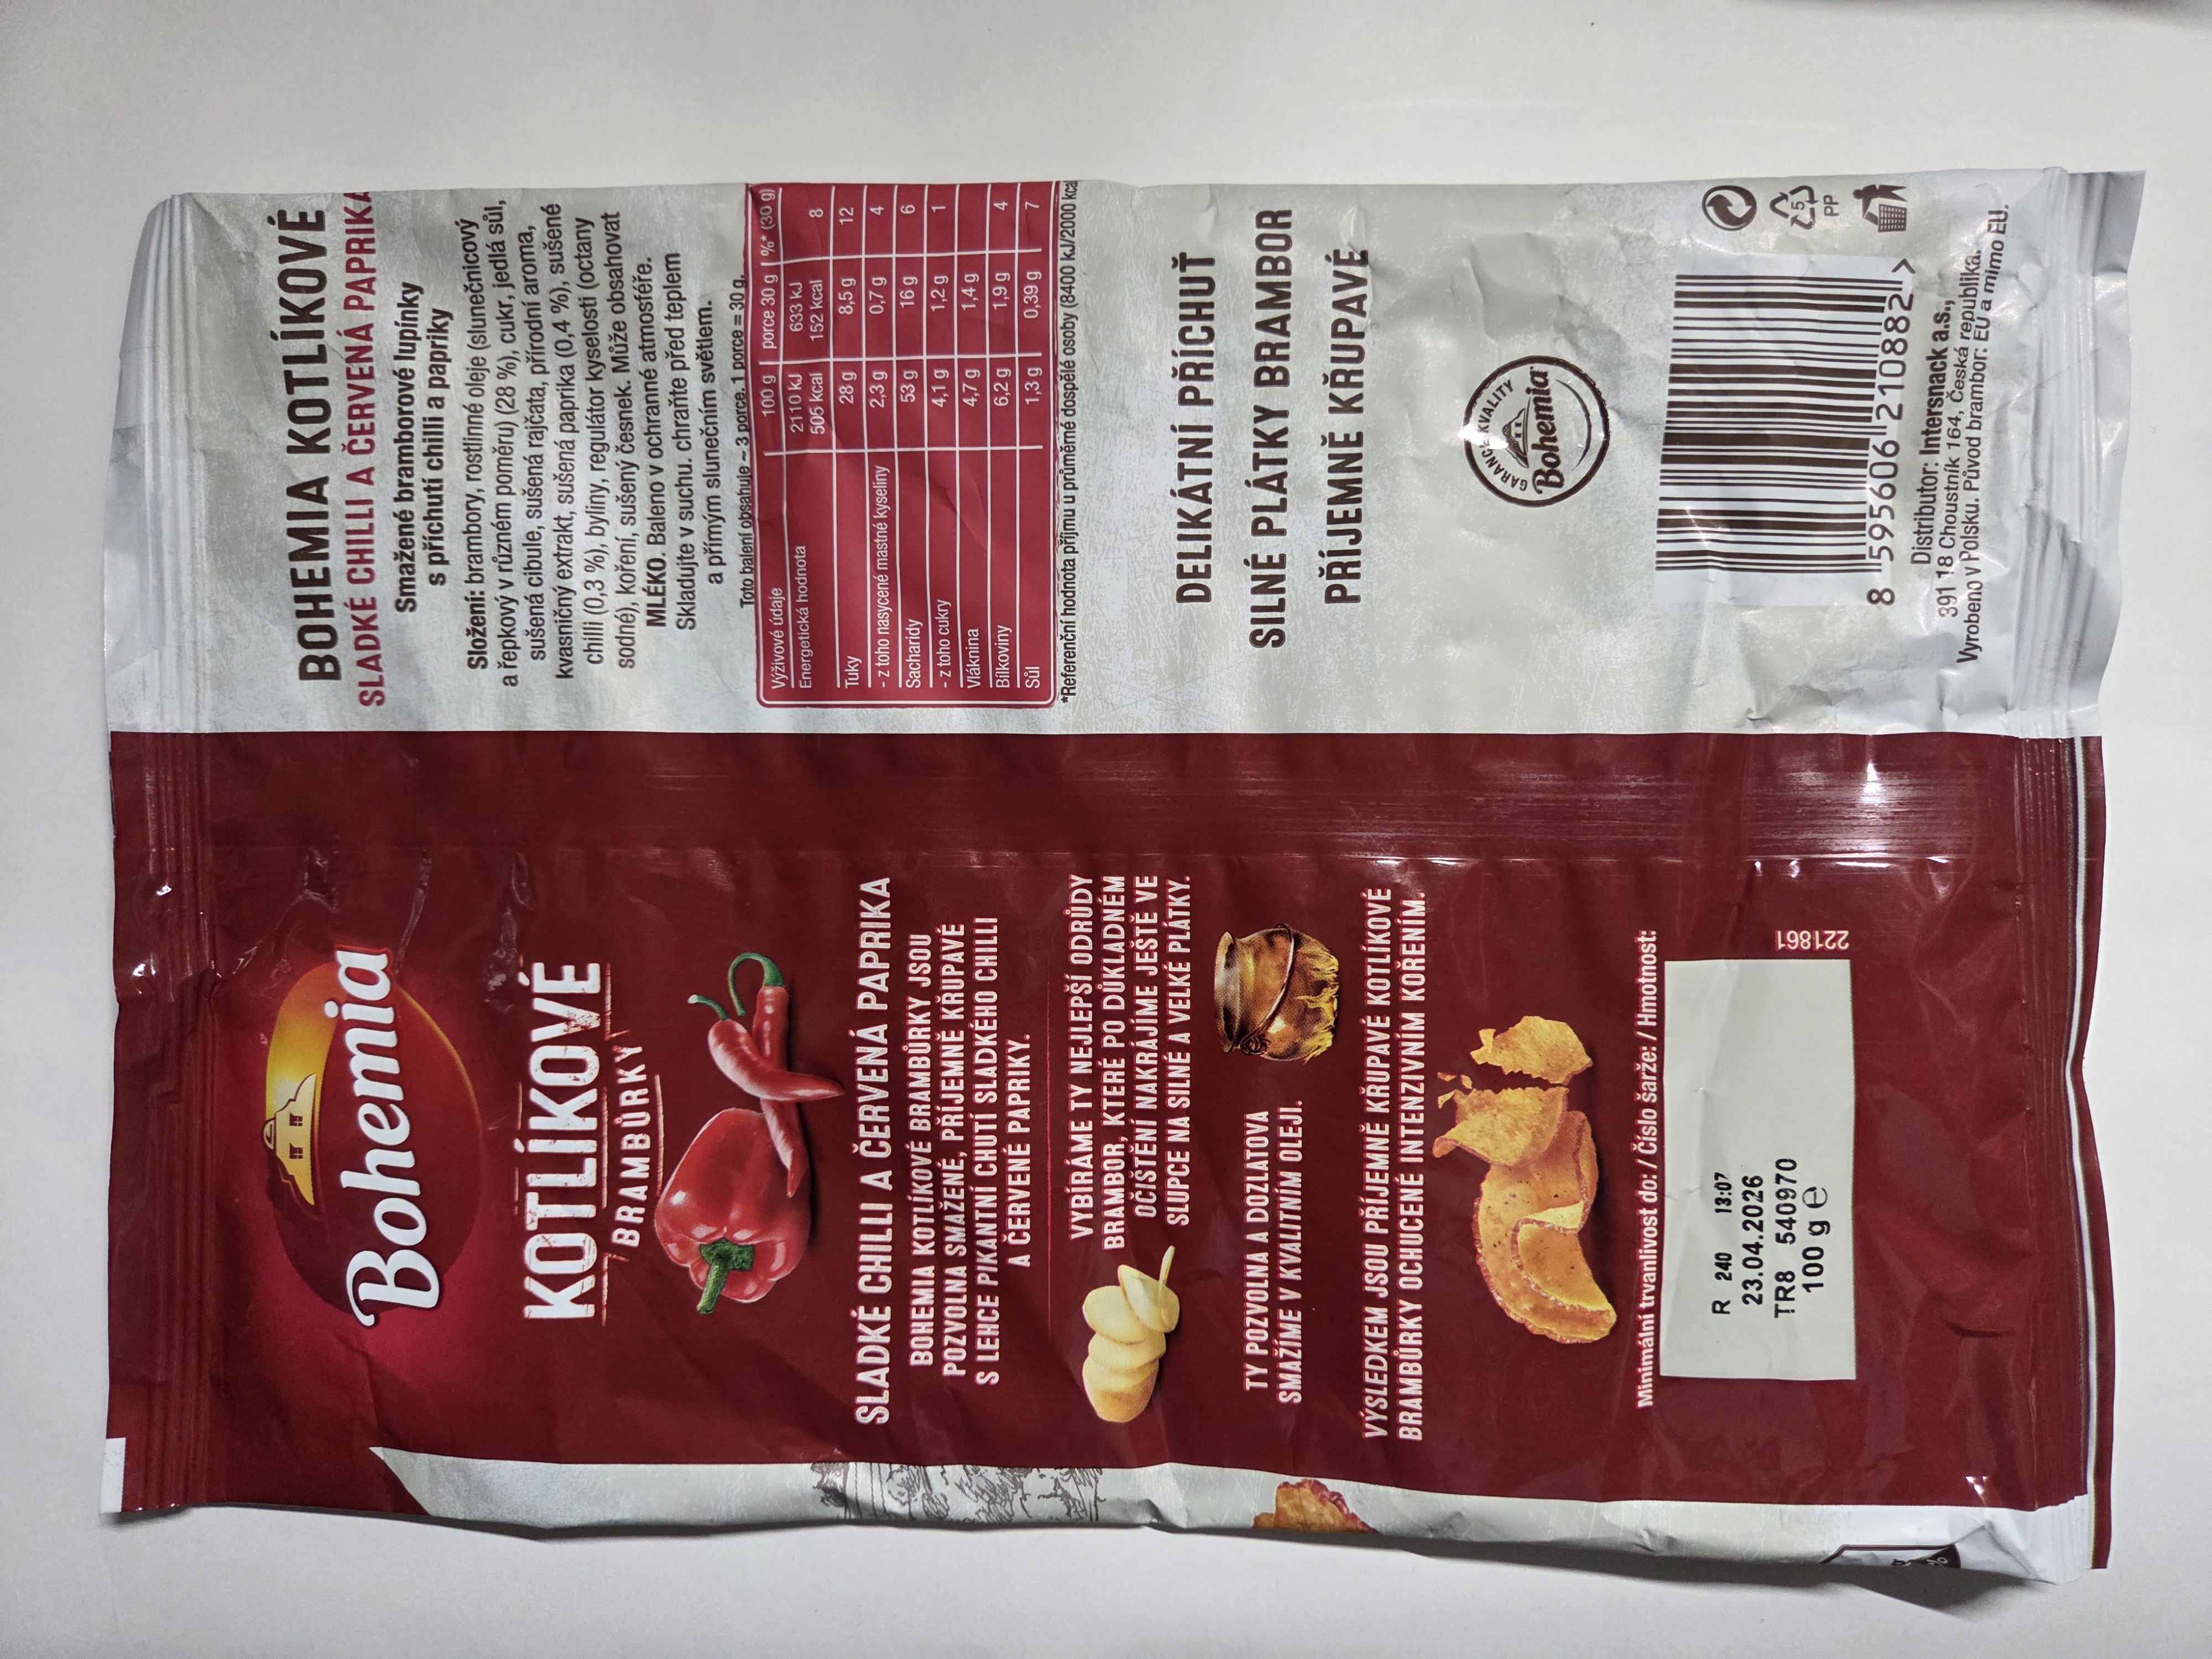 BOHEMIA KOTLÍKOVÉ
SLADKÉ CHILLI A ČERVENÁ PAPRIKA
Smažené bramborové lupínky
s příchutí chilli a papriky
Složení: brambory, rostlinné oleje (slunečnicový
a řepkový v různém poměru) (28 %), cukr, jedlá sůl,
sušená cibule, sušená rajčata, přírodní aroma,
kvasničný extrakt, sušená paprika (0,4 %), sušené
chilli (0,3 %), byliny, regulátor kyselosti (octany
sodné), koření, sušený česnek. Může obsahovat
MLÉKO. Baleno v ochranné atmosféře.
Skladujte v suchu. chraňte před teplem
a přímým slunečním světlem.
Toto balení obsahuje ~ 3 porce. 1 porce = 30 g.
Výživové údaje 100 g porce 30 g %* (30 g)
Energetická hodnota 2110 kJ 633 kJ
505 kcal 152 kcal 8
Tuky 28 g 8,5 g 12
- z toho nasycené mastné kyseliny 2,3 g 0,7 g 4
Sacharidy 53 g 16 g 6
- z toho cukry 4,1 g 1,2 g 1
Vláknina 4,7 g 1,4 g
Bílkoviny 6,2 g 1,9 g 4
Sůl 1,3 g 0,39 g 7
*Referenční hodnota příjmu u průměrné dospělé osoby (8400 kJ/2000 kca
DELIKÁTNÍ PŘÍCHUŤ
SILNÉ PLÁTKY BRAMBOR
PŘÍJEMNĚ KŘUPAVÉ
GARANCE KVALITY
Bohemia
5
PP
8 595606 210882 >
Distributor: Intersnack a.s.,
391 18 Choustník 164, Česká republika.
Vyrobeno v Polsku. Původ brambor: EU a mimo EU.
Bohemia
KOTLÍKOVÉ
BRAMBŮRKY
SLADKÉ CHILLI A ČERVENÁ PAPRIKA
BOHEMIA KOTLÍKOVÉ BRAMBŮRKY JSOU
POZVOLNA SMAŽENÉ, PŘÍJEMNĚ KŘUPAVÉ
S LEHCE PIKANTNÍ CHUTÍ SLADKÉHO CHILLI
A ČERVENÉ PAPRIKY.
VYBÍRÁME TY NEJLEPŠÍ ODRŮDY
BRAMBOR, KTERÉ PO DŮKLADNÉM
OČIŠTĚNÍ NAKRÁJÍME JEŠTĚ VE
SLUPCE NA SILNÉ A VELKÉ PLÁTKY.
TY POZVOLNA A DOZLATOVA
SMAŽÍME V KVALITNÍM OLEJI.
VÝSLEDKEM JSOU PŘÍJEMNĚ KŘUPAVÉ KOTLÍKOVÉ
BRAMBŮRKY OCHUCENÉ INTENZIVNÍM KOŘENÍM.
Minimální trvanlivost do: / Číslo šarže: / Hmotnost:
R 240 13:07
23.04.2026
TR8 540970
100 g e
221861